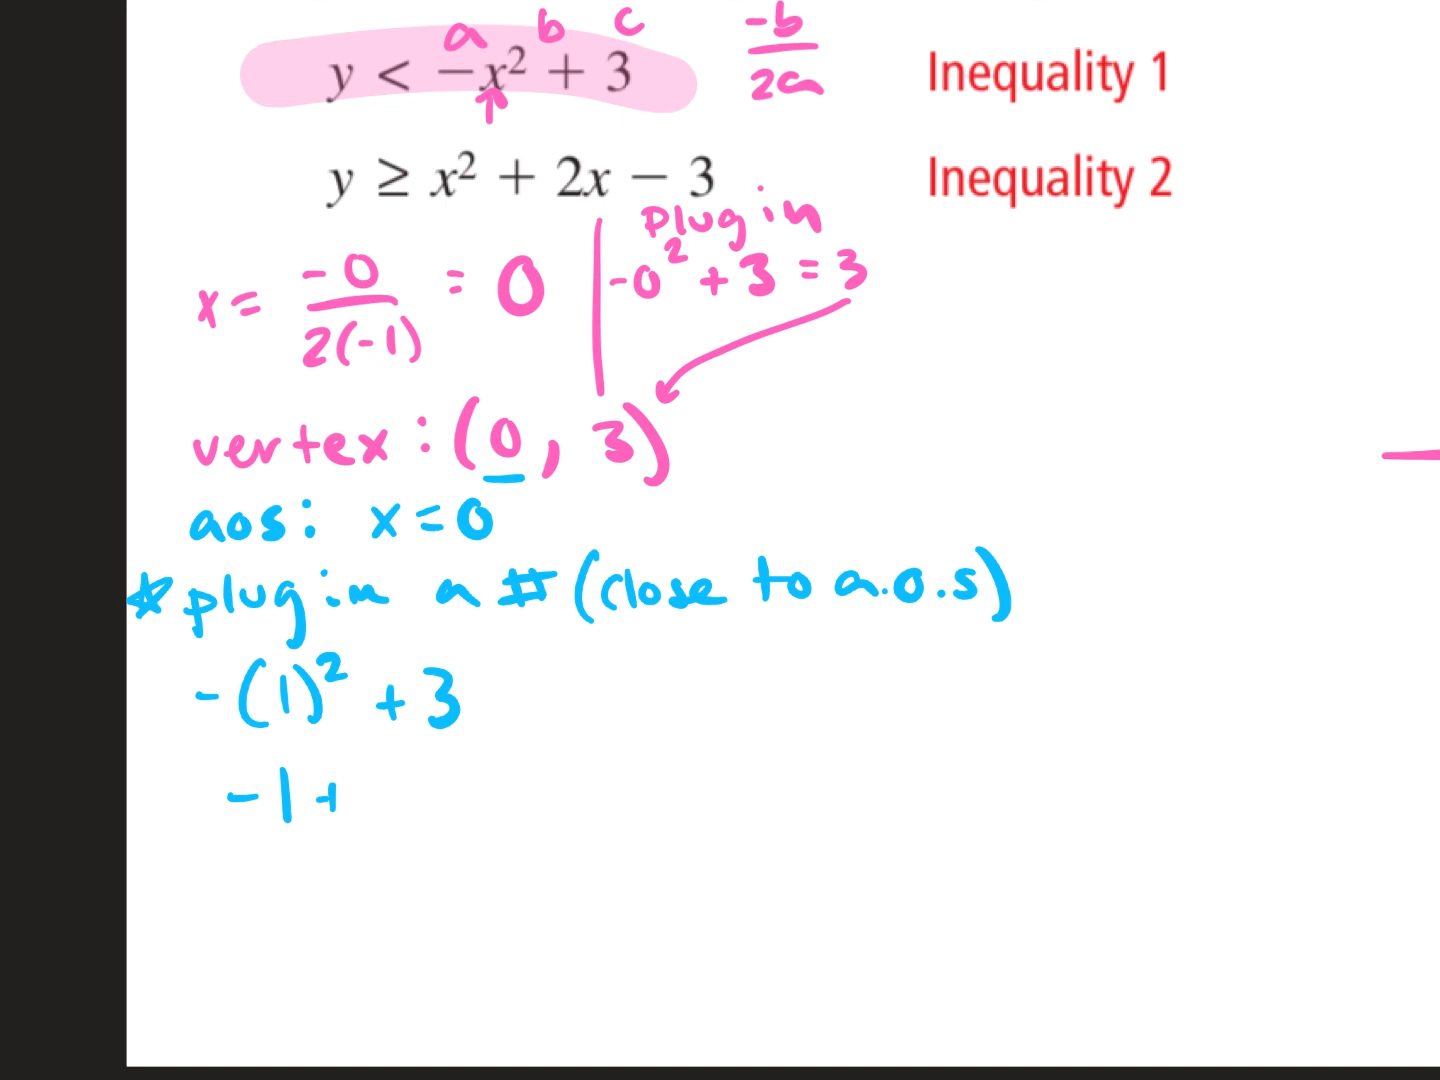 a b c -b/2a
y < −x² + 3 Inequality 1
y ≥ x² + 2x − 3 Inequality 2
plug in
x = -0/2(-1) = 0 -0² + 3 = 3
vertex: (0, 3)
aos: x = 0
* plug in a # (close to a.o.s)
-(1)² + 3
-1 +